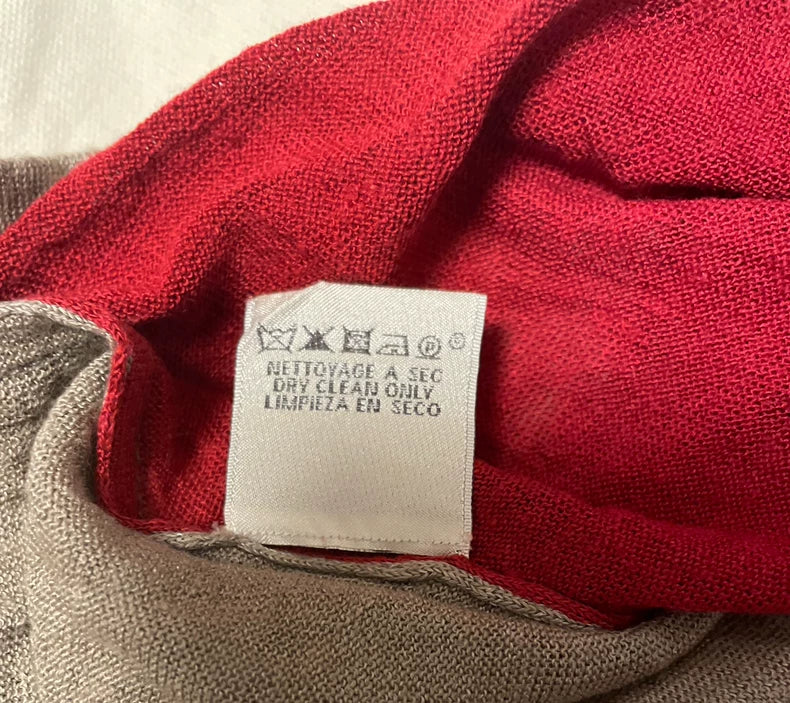 P
NETTOYAGE A SEC
DRY CLEAN ONLY
LIMPIEZA EN SECO